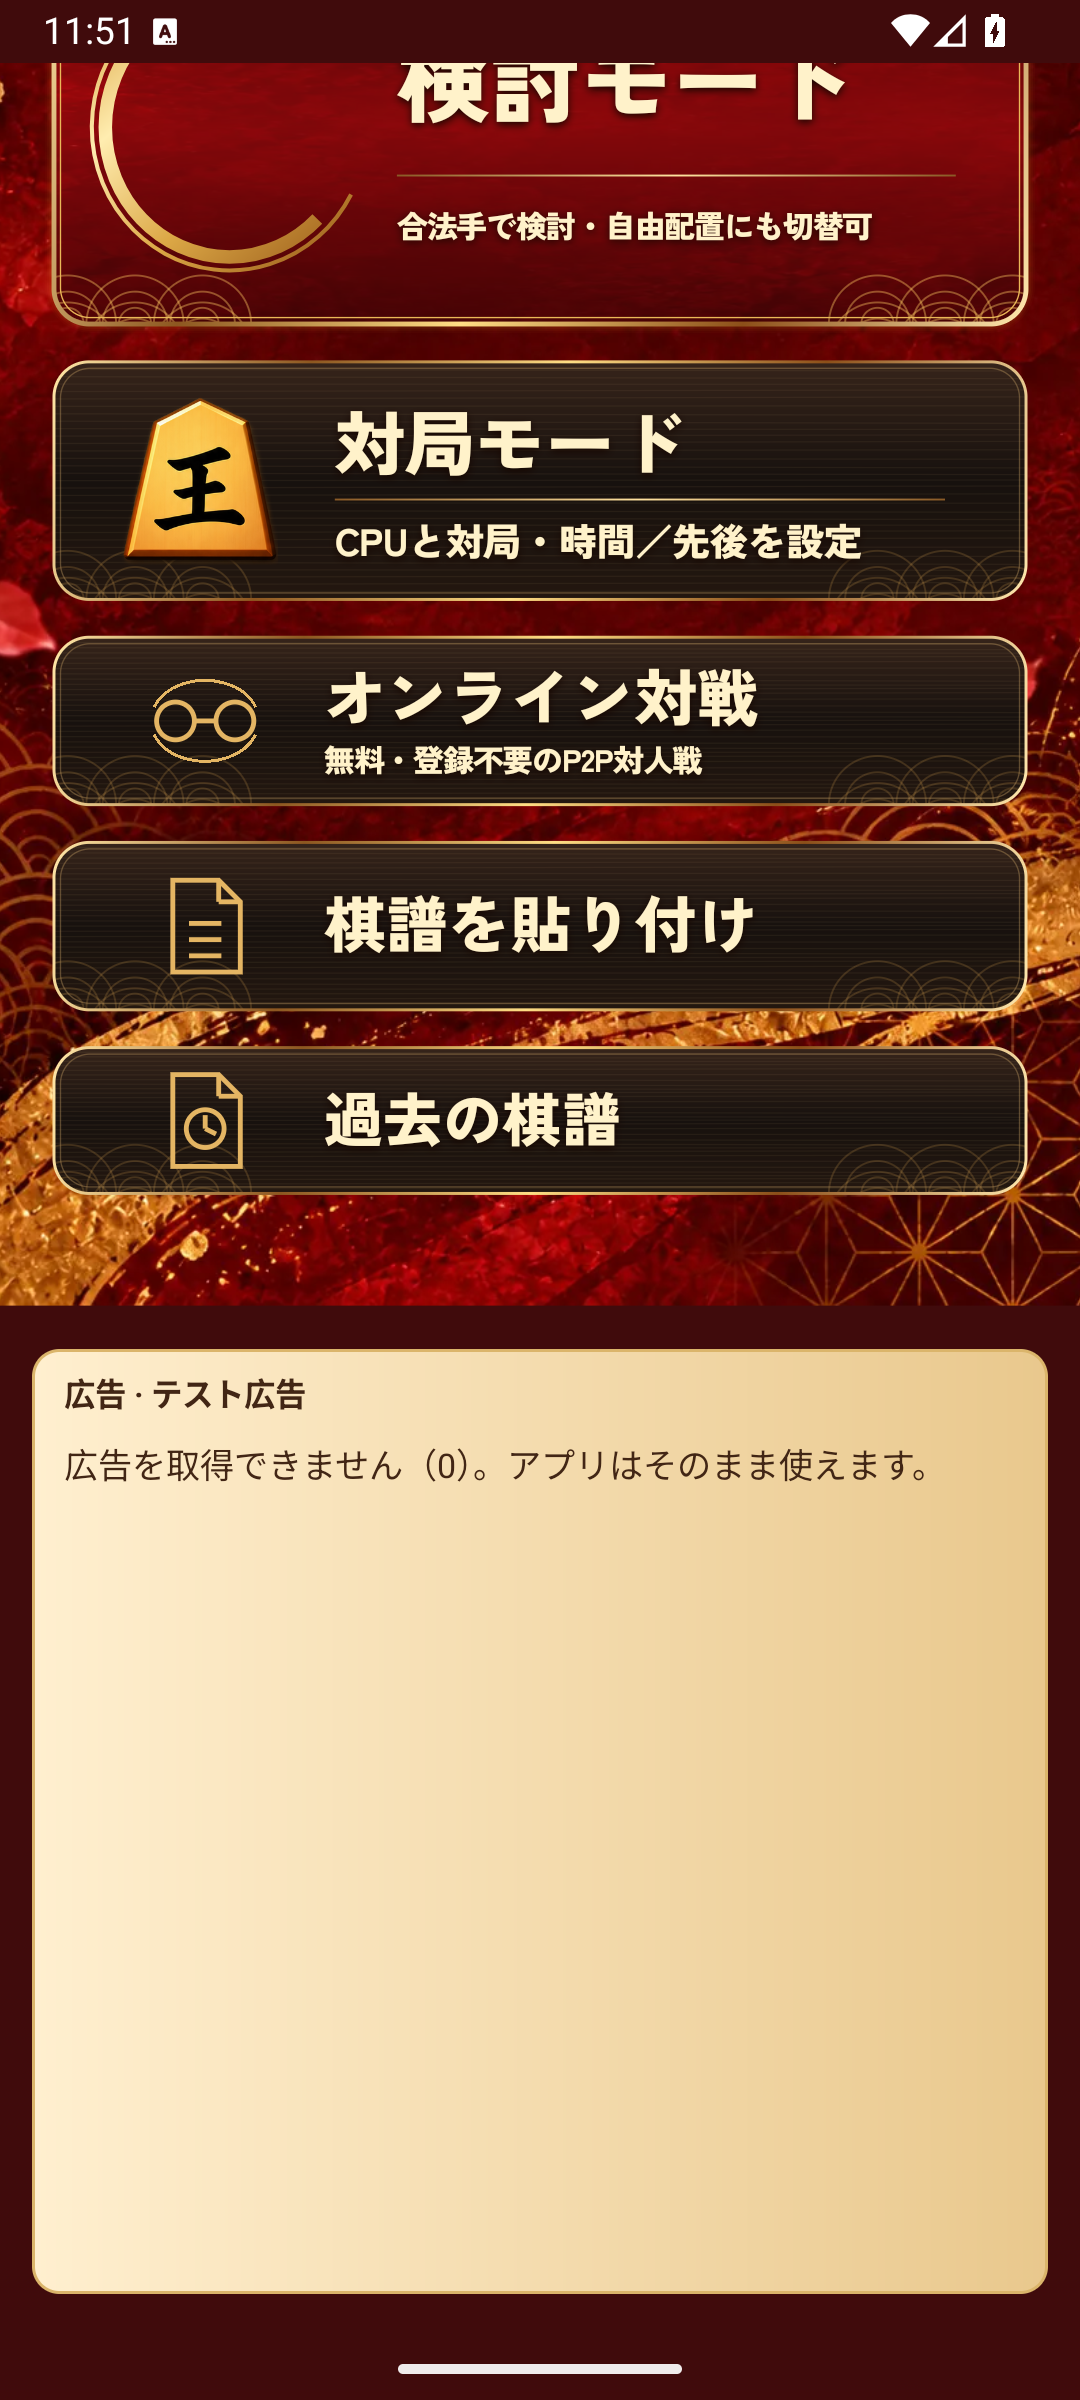 11:51
検討モード
合法手で検討・自由配置にも切替可
王
対局モード
CPUと対局・時間／先後を設定
オンライン対戦
無料・登録不要のP2P対人戦
棋譜を貼り付け
過去の棋譜
広告 · テスト広告
広告を取得できません（0）。アプリはそのまま使えます。